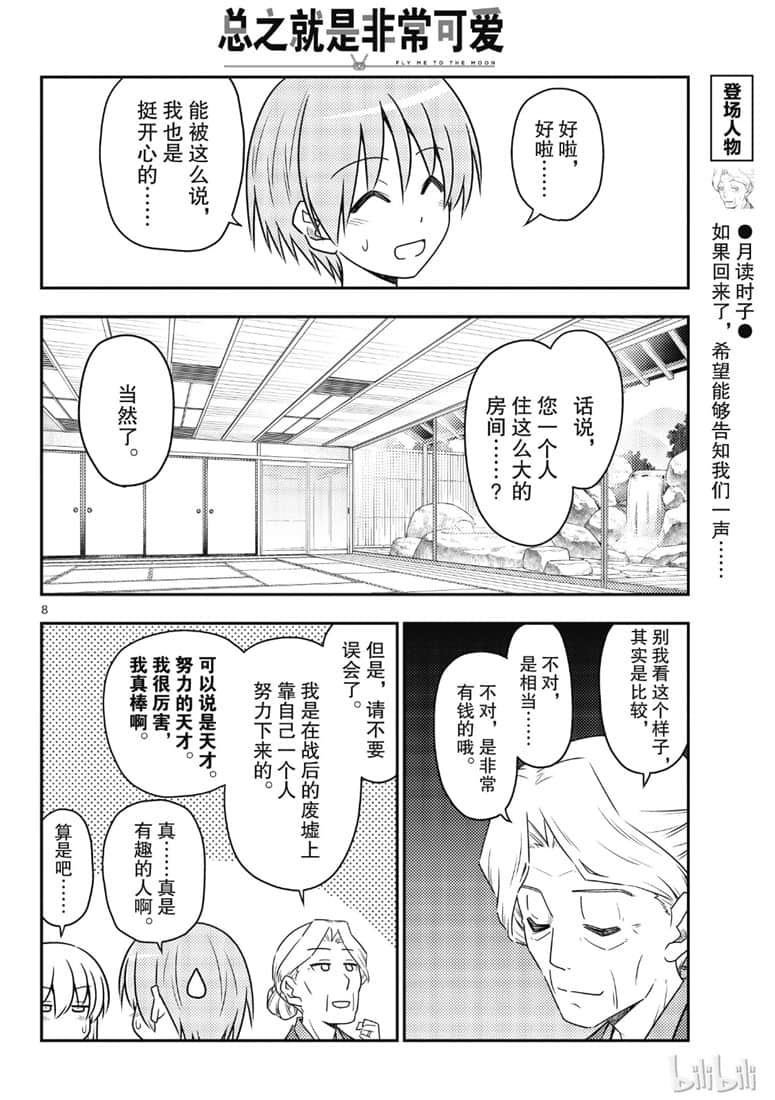 总之就是非常可爱
FLY ME TO THE MOON
登场人物
●月读时子●
如果回来了，希望能够告知我们一声……
好啦，
好啦……
能被这么说，
我也是
挺开心的……
话说，
您一个人
住这么大的
房间……？
当然了。
8
别我看这个样子，
其实是比较，
不对，
是相当……
不对，是非常
有钱的哦。
但是，请不要
误会了。
我是在战后的废墟上
靠自己一个人
努力下来的。
可以说是天才。
努力的天才。
我很厉害，
我真棒啊。
真……真是
有趣的人啊。
算是吧……
bilibili